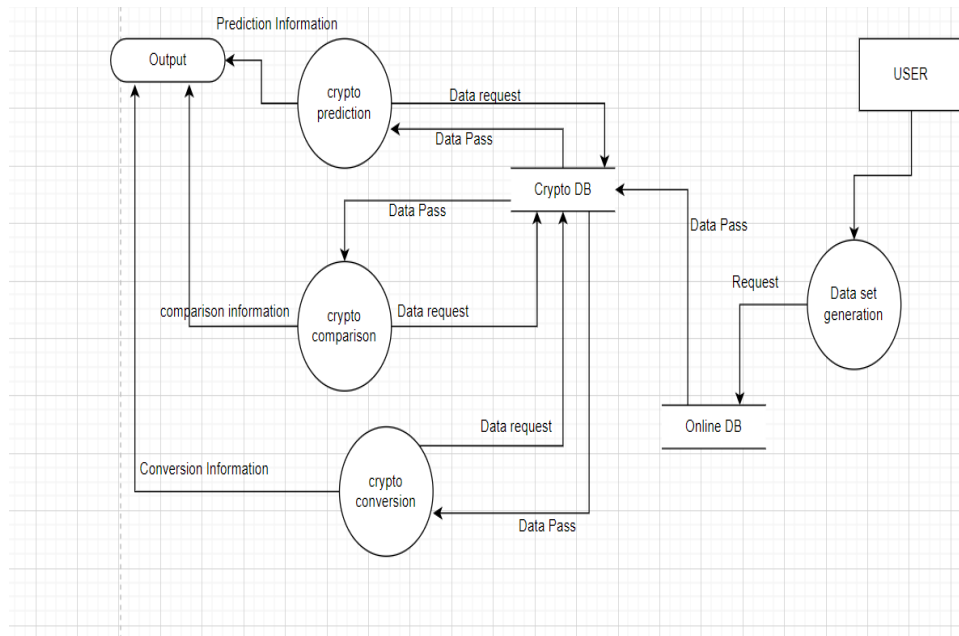 Prediction Information
Output
USER
crypto
prediction
Data request
Data Pass
Crypto DB
Data Pass
Data Pass
Request
Data set
generation
comparison information
crypto
comparison
Data request
Online DB
Data request
Conversion Information
crypto
conversion
Data Pass